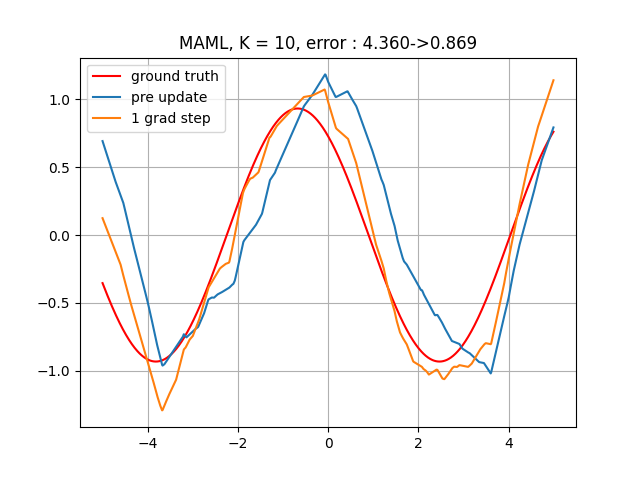 MAML, K = 10, error : 4.360->0.869
ground truth
pre update
1 grad step
1.0
0.5
0.0
−0.5
−1.0
−4
−2
0
2
4